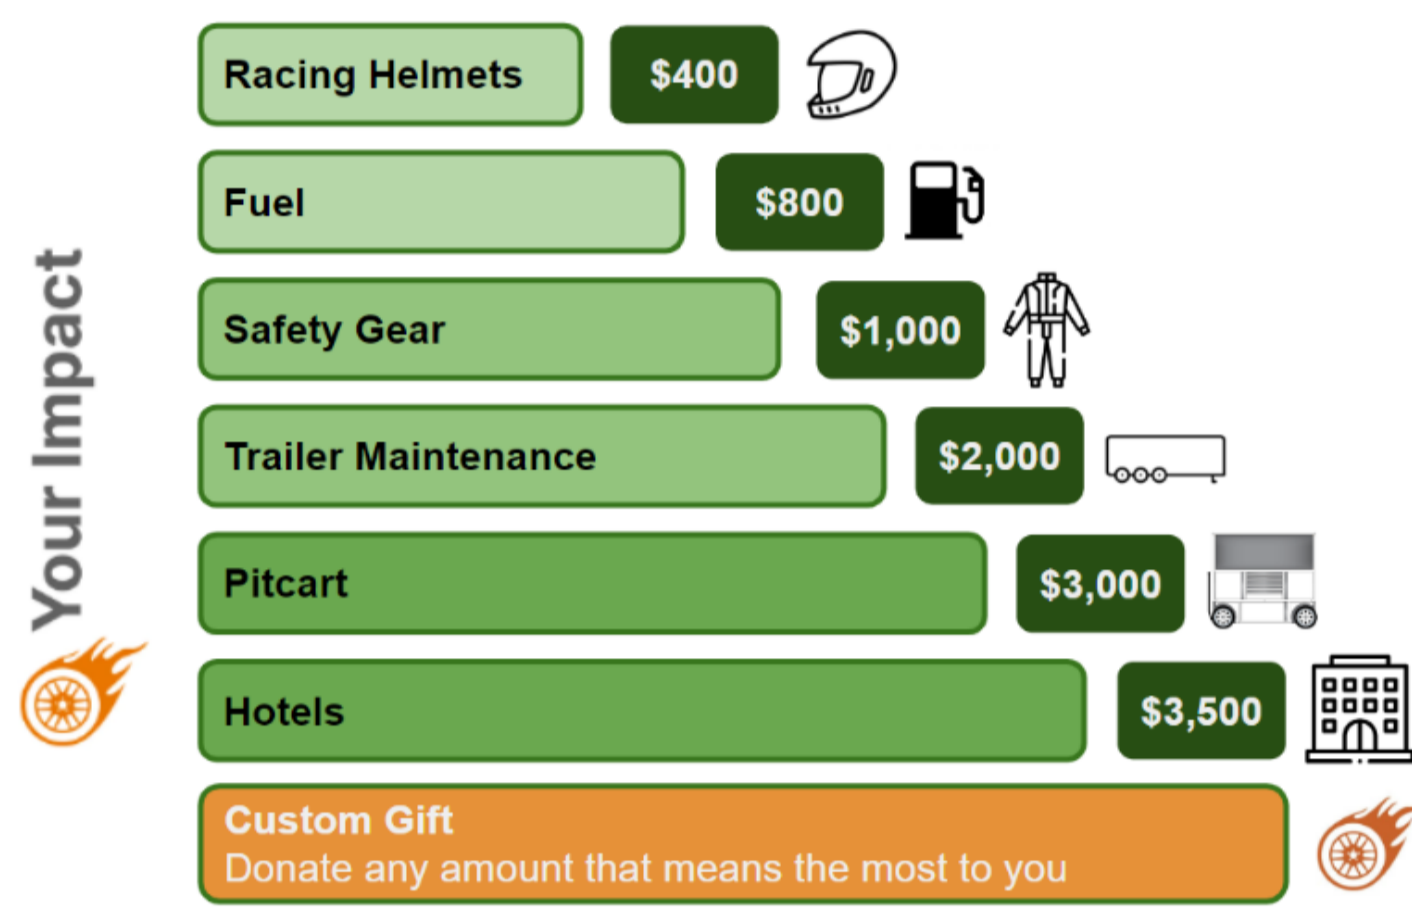 Your Impact
Racing Helmets
$400
Fuel
$800
Safety Gear
$1,000
Trailer Maintenance
$2,000
Pitcart
$3,000
Hotels
$3,500
Custom Gift
Donate any amount that means the most to you